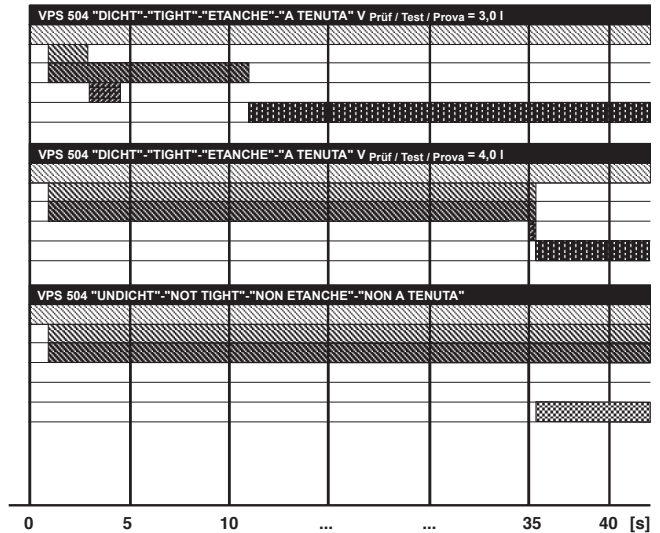 VPS 504 "DICHT"-"TIGHT"-"ETANCHE"-"A TENUTA" V Prüf / Test / Prova = 3,0 l
VPS 504 "DICHT"-"TIGHT"-"ETANCHE"-"A TENUTA" V Prüf / Test / Prova = 4,0 l
VPS 504 "UNDICHT"-"NOT TIGHT"-"NON ETANCHE"-"NON A TENUTA"
0 5 10 ... ... 35 40 [s]